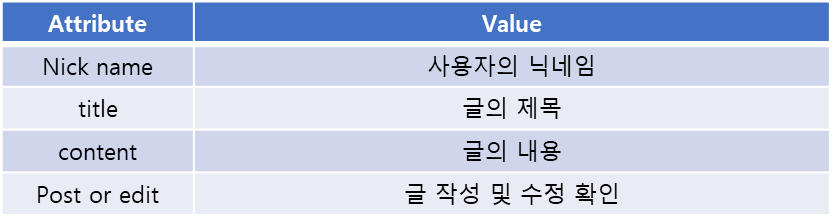 Attribute Value
Nick name 사용자의 닉네임
title 글의 제목
content 글의 내용
Post or edit 글 작성 및 수정 확인